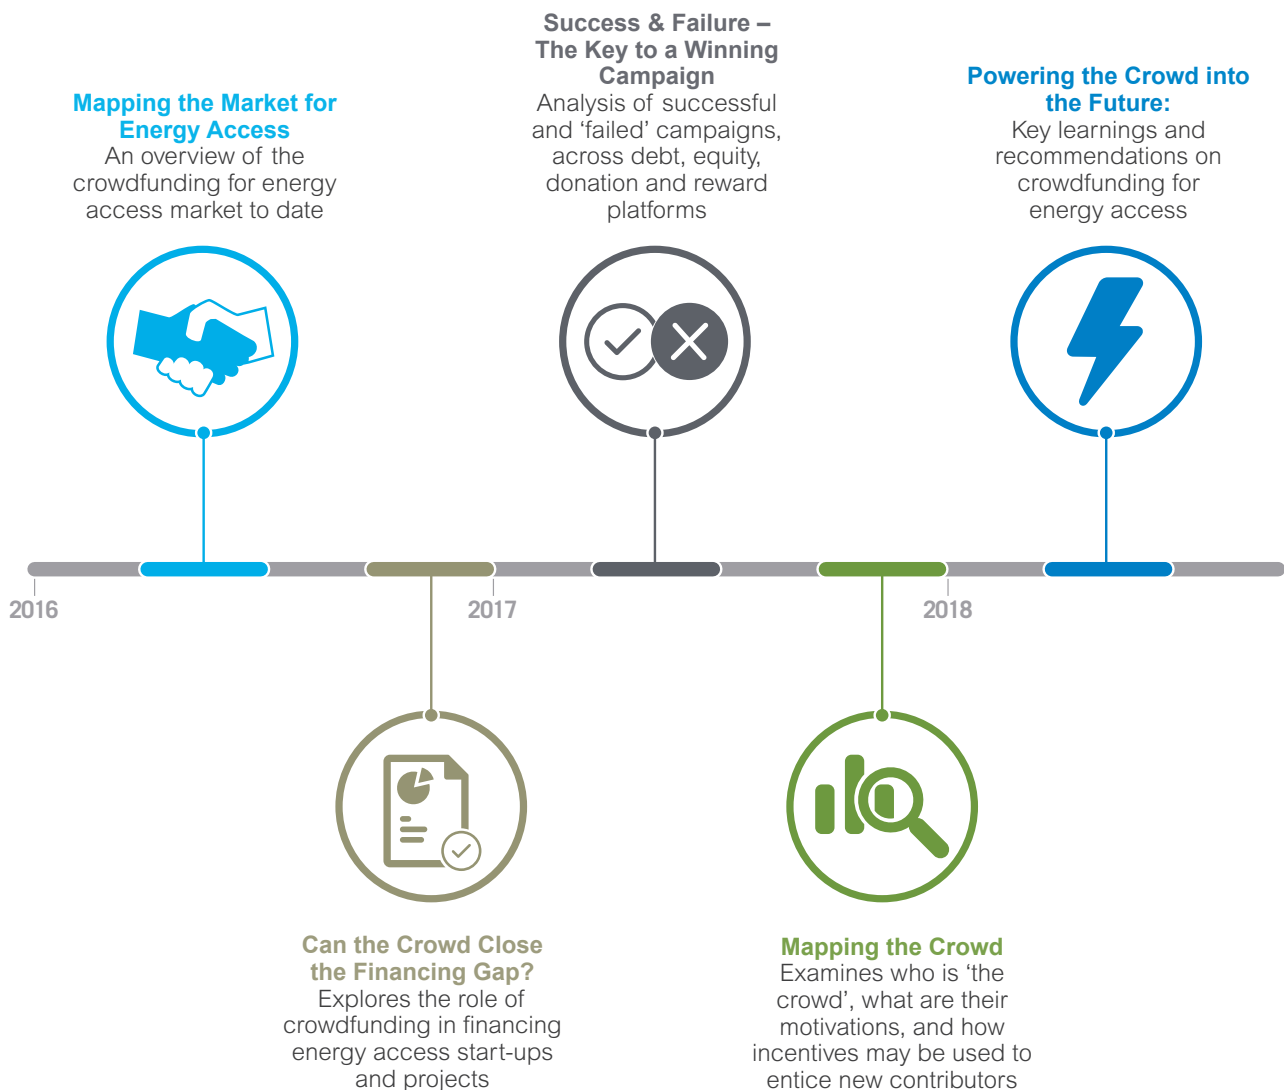 Mapping the Market for
Energy Access
An overview of the
crowdfunding for energy
access market to date
Success & Failure –
The Key to a Winning
Campaign
Analysis of successful
and ‘failed’ campaigns,
across debt, equity,
donation and reward
platforms
Powering the Crowd into
the Future:
Key learnings and
recommendations on
crowdfunding for
energy access
2016
2017
2018
Can the Crowd Close
the Financing Gap?
Explores the role of
crowdfunding in financing
energy access start-ups
and projects
Mapping the Crowd
Examines who is ‘the
crowd’, what are their
motivations, and how
incentives may be used to
entice new contributors